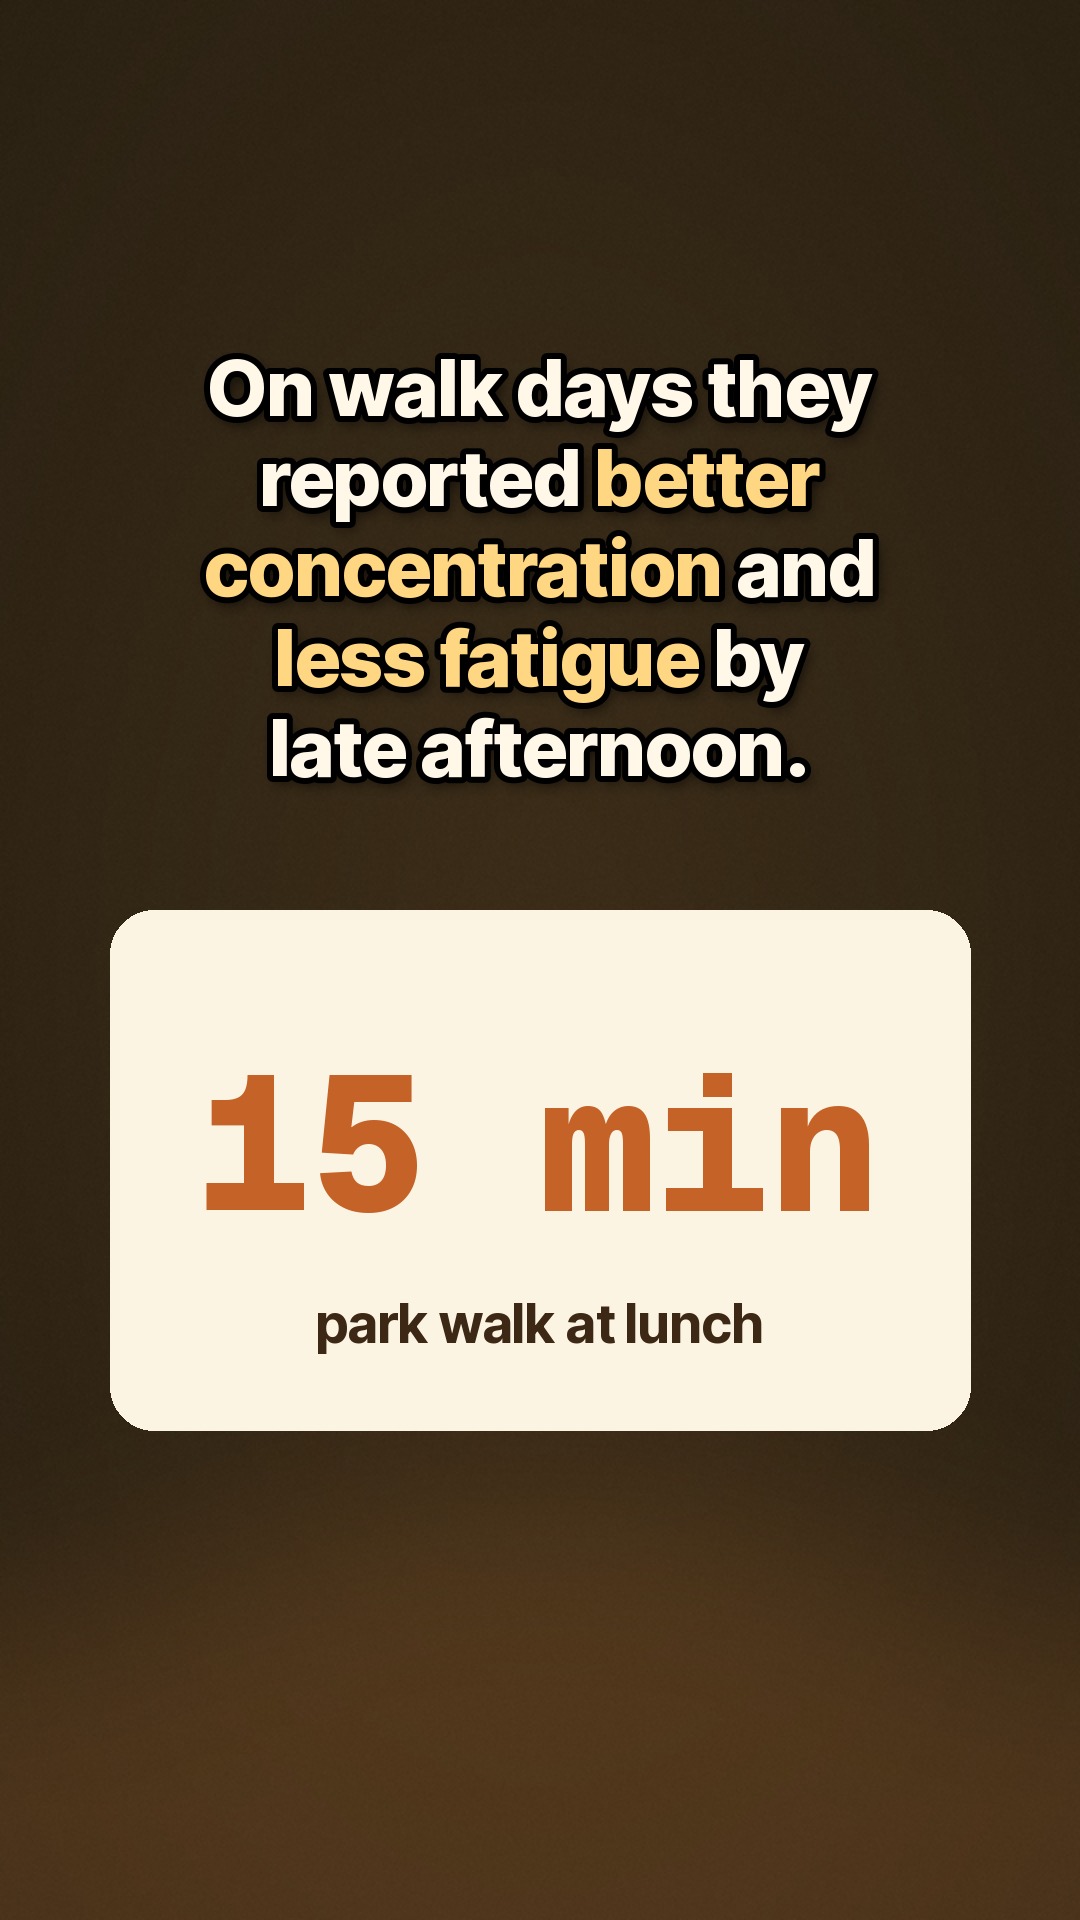 On walk days they
reported better
concentration and
less fatigue by
late afternoon.
15 min
park walk at lunch